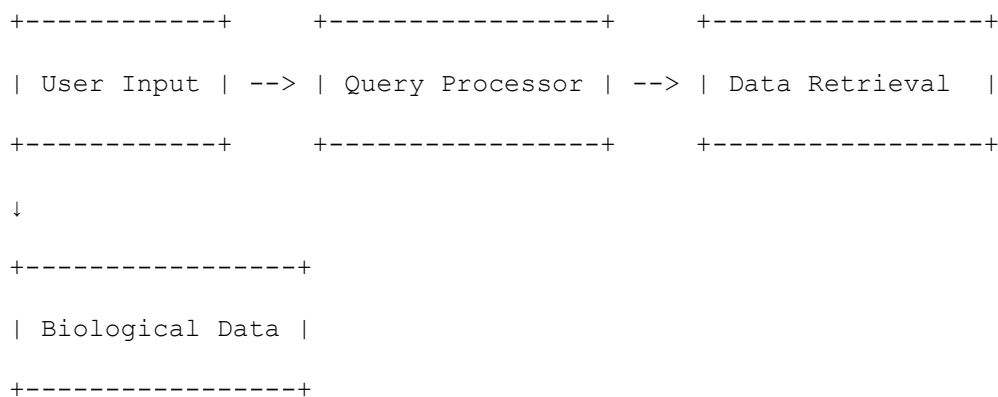 +------------+     +-----------------+     +-----------------+
| User Input | --> | Query Processor | --> | Data Retrieval  |
+------------+     +-----------------+     +-----------------+
↓
+-----------------+
| Biological Data |
+-----------------+